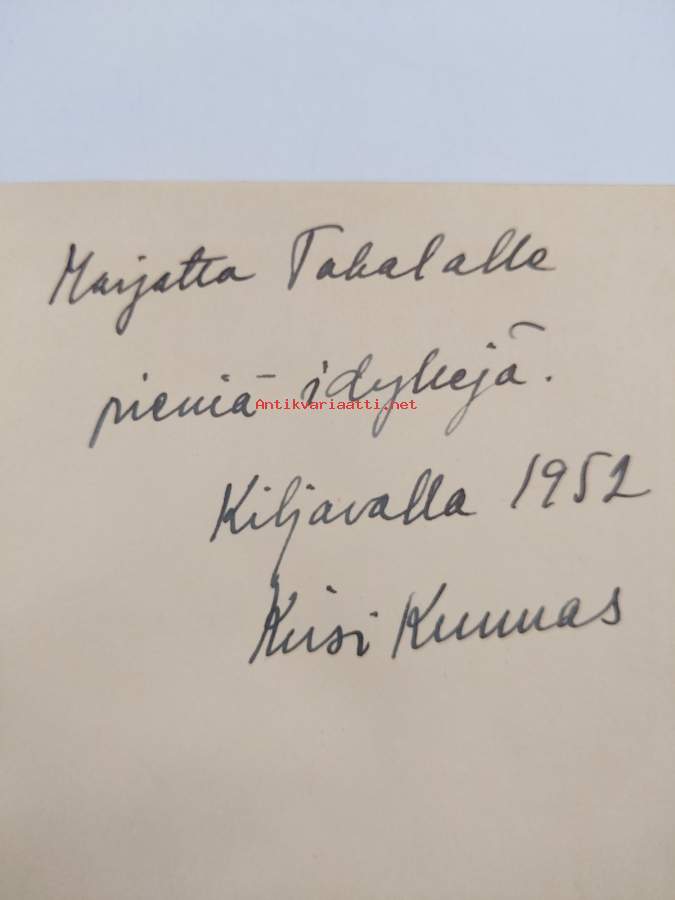 Marjatta Takalalle
pieniä idyllejä.
Antikvariaatti.net
Kiljavalla 1952
Kirsi Kunnas